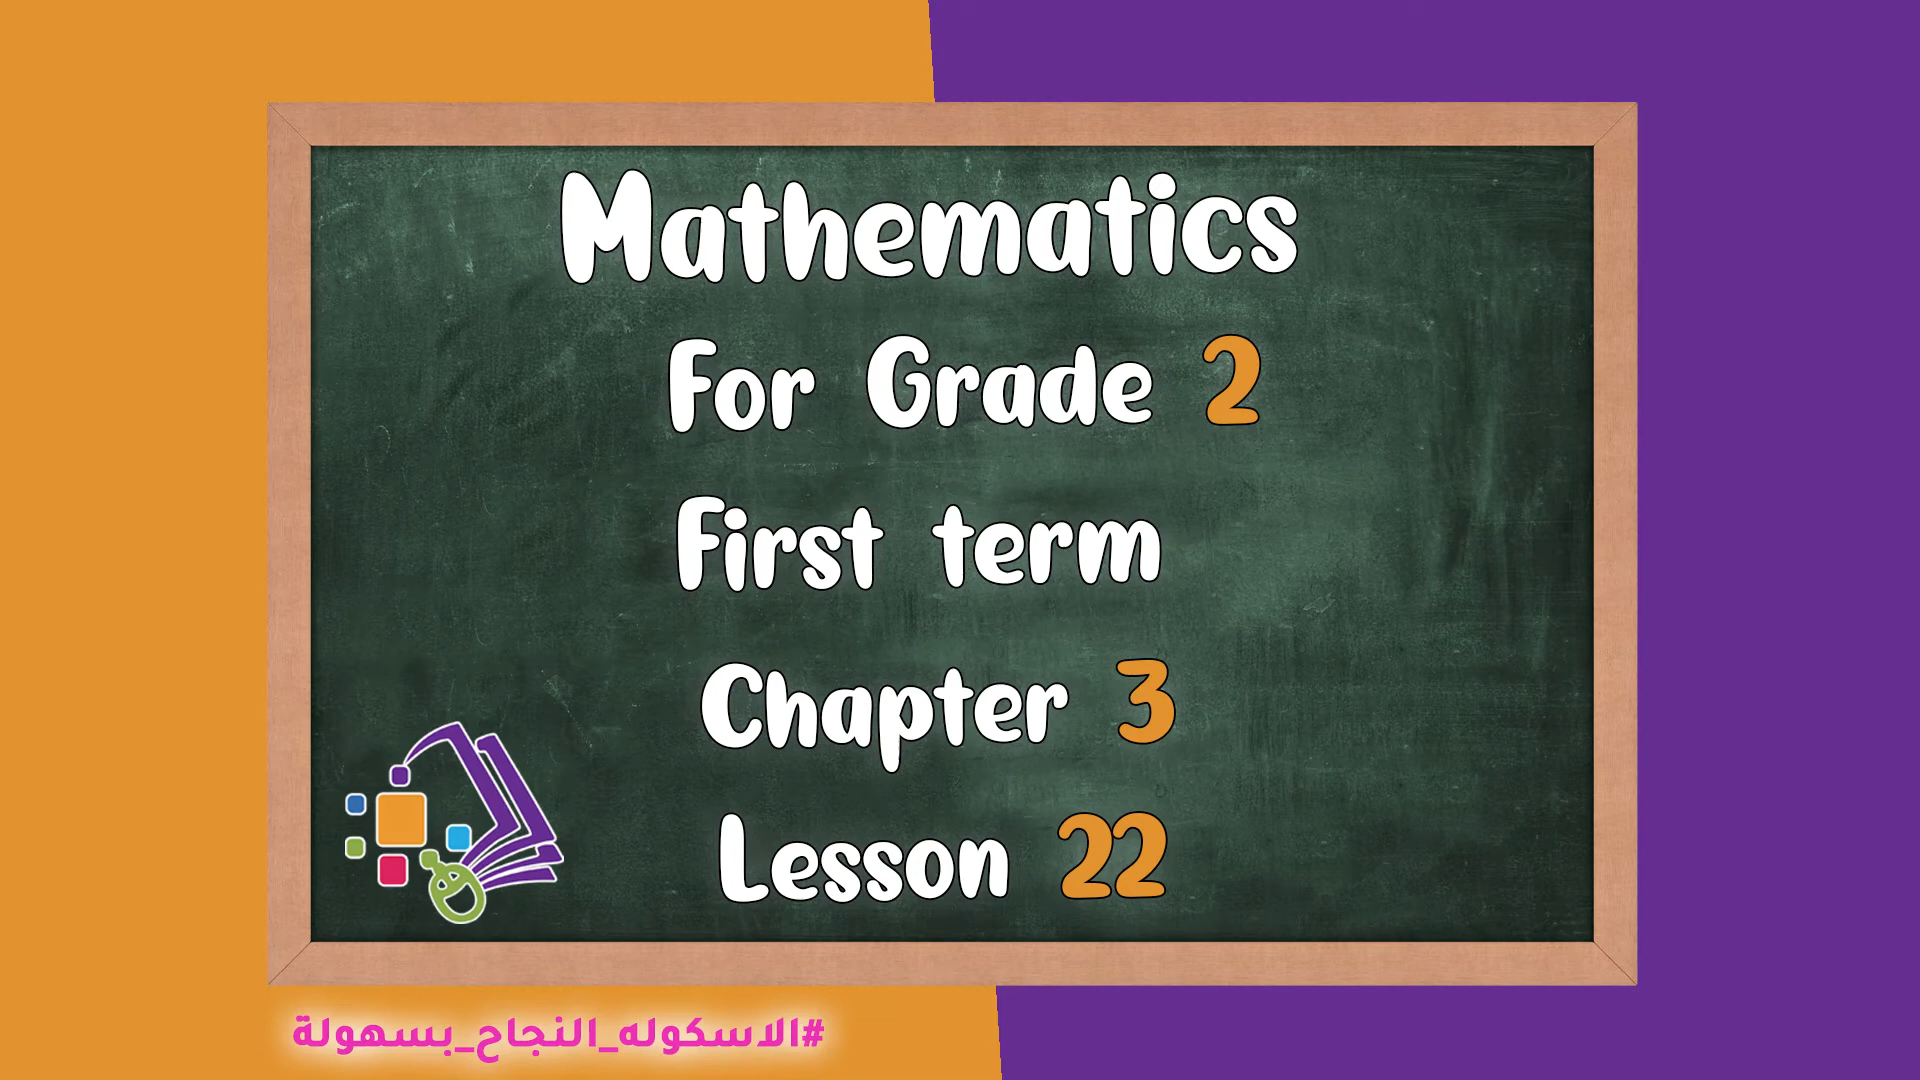 Mathematics
For Grade 2
First term
Chapter 3
Lesson 22
#الاسكوله_النجاح_بسهولة